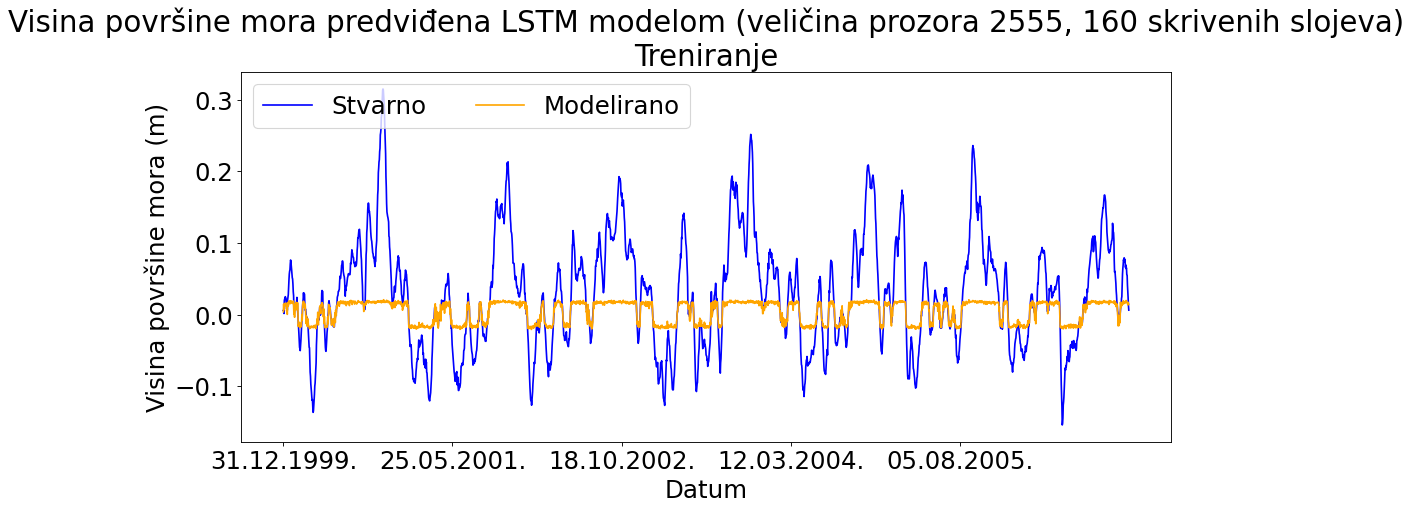 Visina površine mora predviđena LSTM modelom (veličina prozora 2555, 160 skrivenih slojeva)
Treniranje
Stvarno Modelirano
Visina površine mora (m)
0.3
0.2
0.1
0.0
−0.1
31.12.1999. 25.05.2001. 18.10.2002. 12.03.2004. 05.08.2005.
Datum